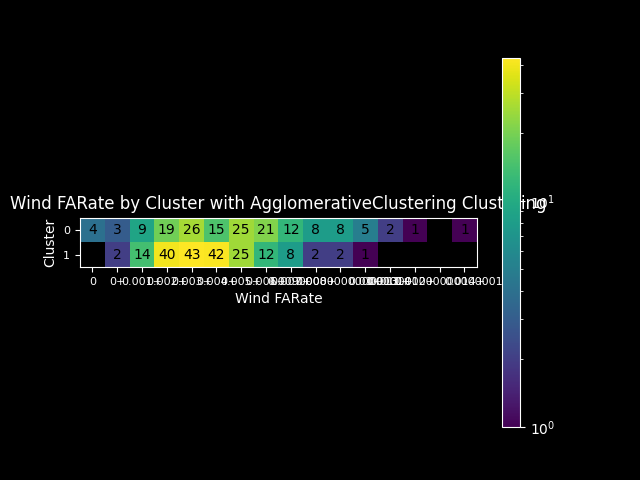 Wind FARate by Cluster with AgglomerativeClustering Clustering
Cluster
0 4 3 9 19 26 15 25 21 12 8 8 5 2 1 1
1 2 14 40 43 42 25 12 8 2 2 1
0
Wind FARate
10¹
10⁰